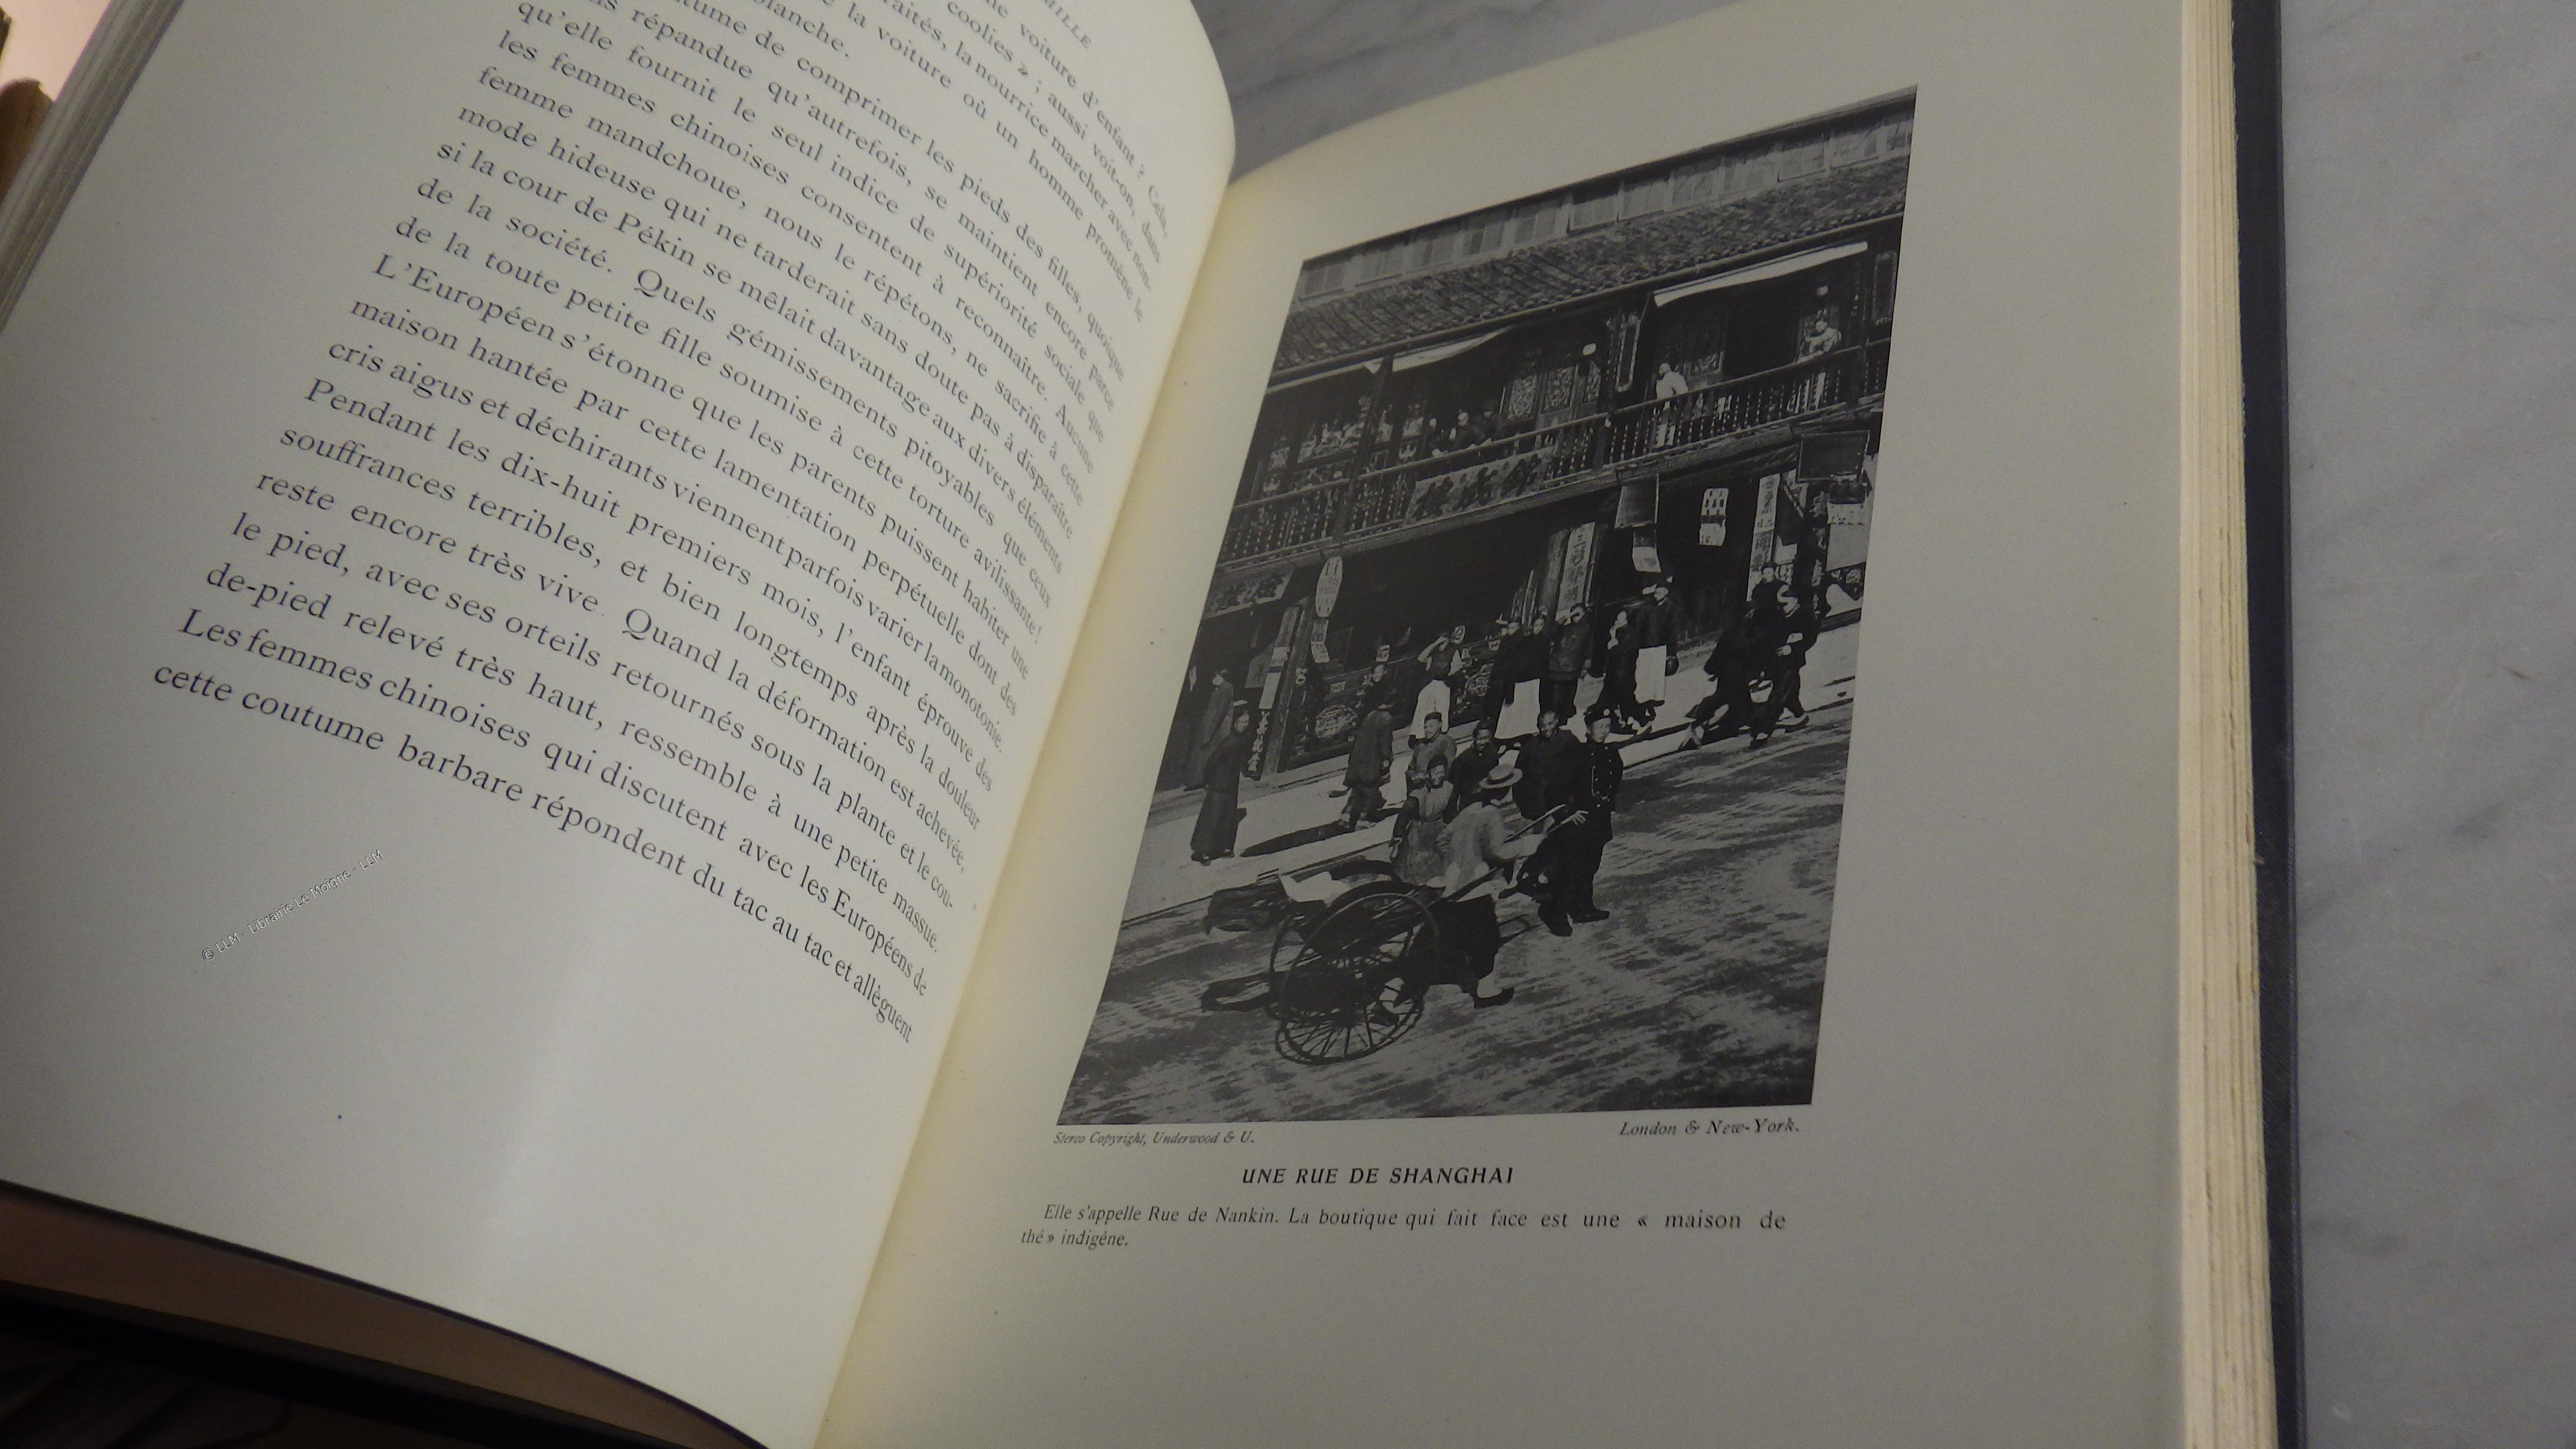 MILLE
voiture d'enfant ? Cela,
coolies » ; aussi voit-on, dans
raités, la nourrice marcher avec non-
la voiture où un homme promène le
blanche.
tume de comprimer les pieds des filles, quoique
répandue qu'autrefois, se maintient encore parce
qu'elle fournit le seul indice de supériorité sociale que
les femmes chinoises consentent à reconnaître. Aucune
femme mandchoue, nous le répétons, ne sacrifie à cette
mode hideuse qui ne tarderait sans doute pas à disparaître
si la cour de Pékin se mêlait davantage aux divers éléments
de la société. Quels gémissements pitoyables que ceux
de la toute petite fille soumise à cette torture avilissante!
L'Européen s'étonne que les parents puissent habiter une
maison hantée par cette lamentation perpétuelle dont des
cris aigus et déchirants viennent parfois varier la monotonie.
Pendant les dix-huit premiers mois, l'enfant éprouve des
souffrances terribles, et bien longtemps après la douleur
reste encore très vive. Quand la déformation est achevée,
le pied, avec ses orteils retournés sous la plante et le cou-
de-pied relevé très haut, ressemble à une petite massue.
Les femmes chinoises qui discutent avec les Européens de
cette coutume barbare répondent du tac au tac et allèguent
© LLM - Librairie Le Moigne - LLM
Stereo Copyright, Underwood & U.
London & New-York.
UNE RUE DE SHANGHAI
Elle s'appelle Rue de Nankin. La boutique qui fait face est une « maison de
thé » indigène.